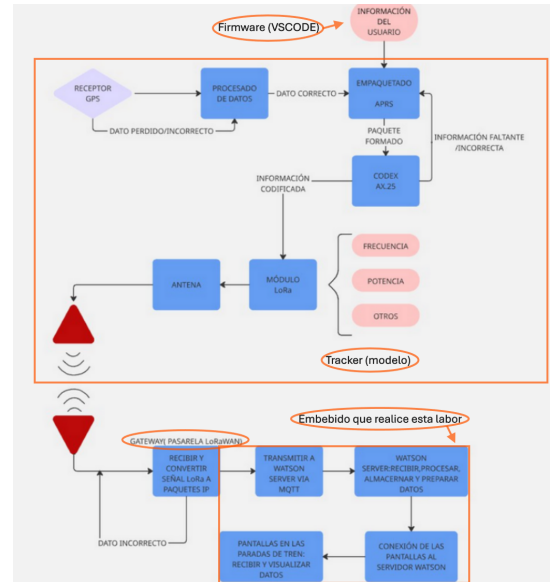 Firmware (VSCODE)
INFORMACIÓN
DEL
USUARIO
RECEPTOR
GPS
PROCESADO
DE DATOS
DATO CORRECTO
EMPAQUETADO
APRS
DATO PERDIDO/INCORRECTO
PAQUETE
FORMADO
INFORMACIÓN FALTANTE
/INCORRECTA
CODEX
AX.25
INFORMACIÓN
CODIFICADA
FRECUENCIA
ANTENA
MÓDULO
LoRa
POTENCIA
OTROS
Tracker (modelo)
Embebido que realice esta labor
GATEWAY( PASARELA LoRaWAN)
RECIBIR Y
CONVERTIR
SEÑAL LoRa A
PAQUETES IP
TRANSMITIR A
WATSON
SERVER VIA
MQTT
WATSON
SERVER:RECIBIR,PROCESAR,
ALMACERNAR Y PREPARAR
DATOS
DATO INCORRECTO
PANTALLAS EN LAS
PARADAS DE TREN:
RECIBIR Y VISUALIZAR
DATOS
CONEXIÓN DE LAS
PANTALLAS AL
SERVIDOR WATSON